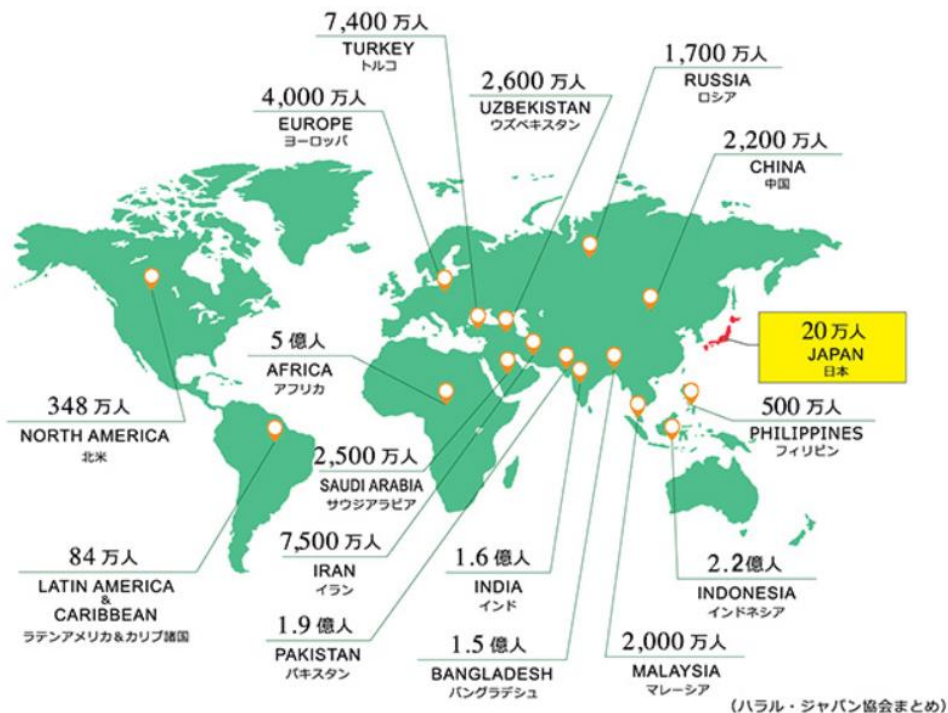 7,400 万人
TURKEY
トルコ
1,700 万人
RUSSIA
ロシア
2,600 万人
UZBEKISTAN
ウズベキスタン
4,000 万人
EUROPE
ヨーロッパ
2,200 万人
CHINA
中国
20 万人
JAPAN
日本
5 億人
AFRICA
アフリカ
348 万人
NORTH AMERICA
北米
500 万人
PHILIPPINES
フィリピン
2,500 万人
SAUDI ARABIA
サウジアラビア
84 万人
LATIN AMERICA
&
CARIBBEAN
ラテンアメリカ&カリブ諸国
7,500 万人
IRAN
イラン
1.6 億人
INDIA
インド
2.2億人
INDONESIA
インドネシア
1.9 億人
PAKISTAN
パキスタン
1.5 億人
BANGLADESH
バングラデシュ
2,000 万人
MALAYSIA
マレーシア
(ハラル・ジャパン協会まとめ)